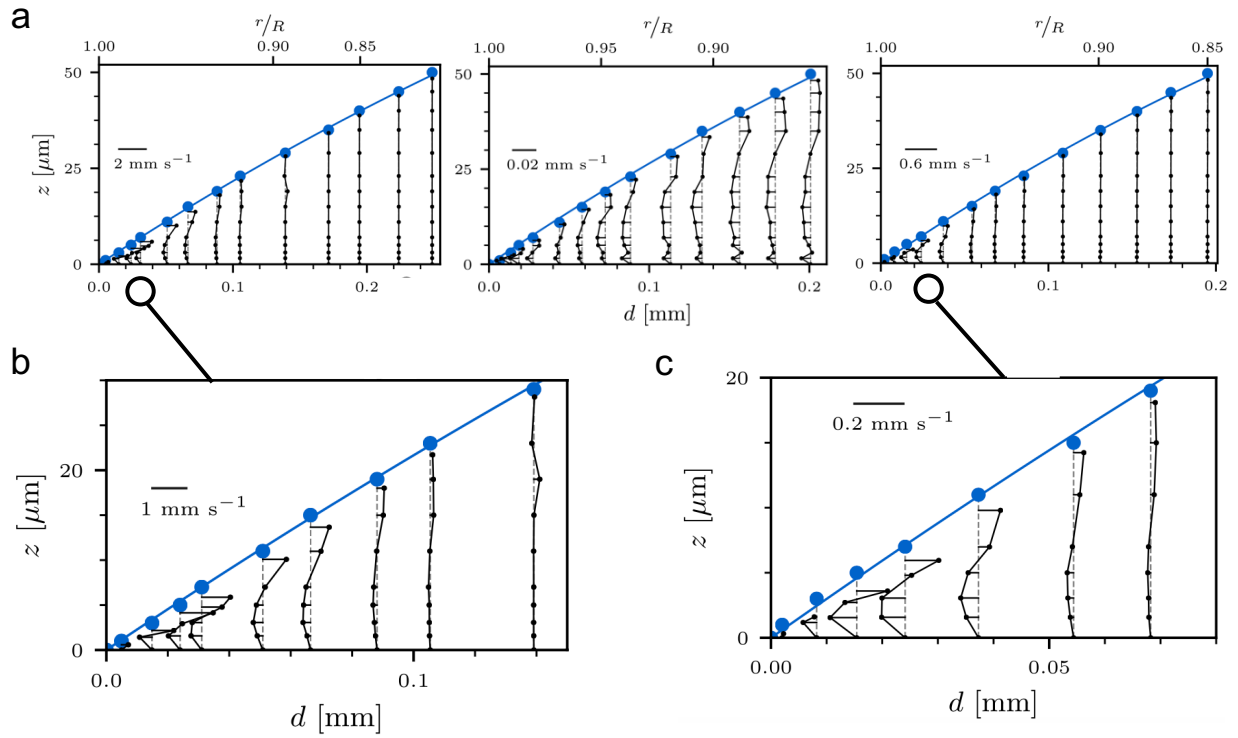 a
r/R
r/R
r/R
1.00 0.90 0.85
1.00 0.95 0.90
1.00 0.90 0.85
z [μm]
50
25
0
2 mm s⁻¹
0.0 0.1 0.2
50
25
0
0.02 mm s⁻¹
0.0 0.1 0.2
d [mm]
50
25
0
0.6 mm s⁻¹
0.0 0.1 0.2
b
z [μm]
20
0
1 mm s⁻¹
0.0 0.1
d [mm]
c
z [μm]
20
0
0.2 mm s⁻¹
0.00 0.05
d [mm]